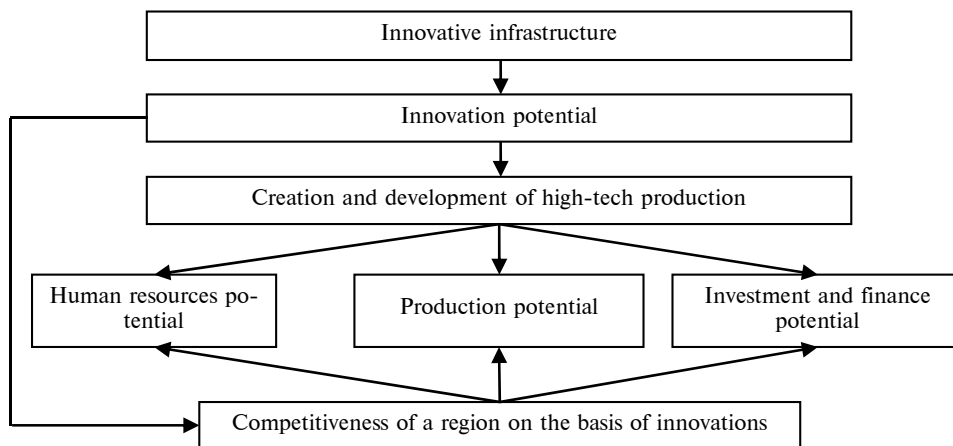 Innovative infrastructure
Innovation potential
Creation and development of high-tech production
Human resources po-
tential
Production potential
Investment and finance
potential
Competitiveness of a region on the basis of innovations